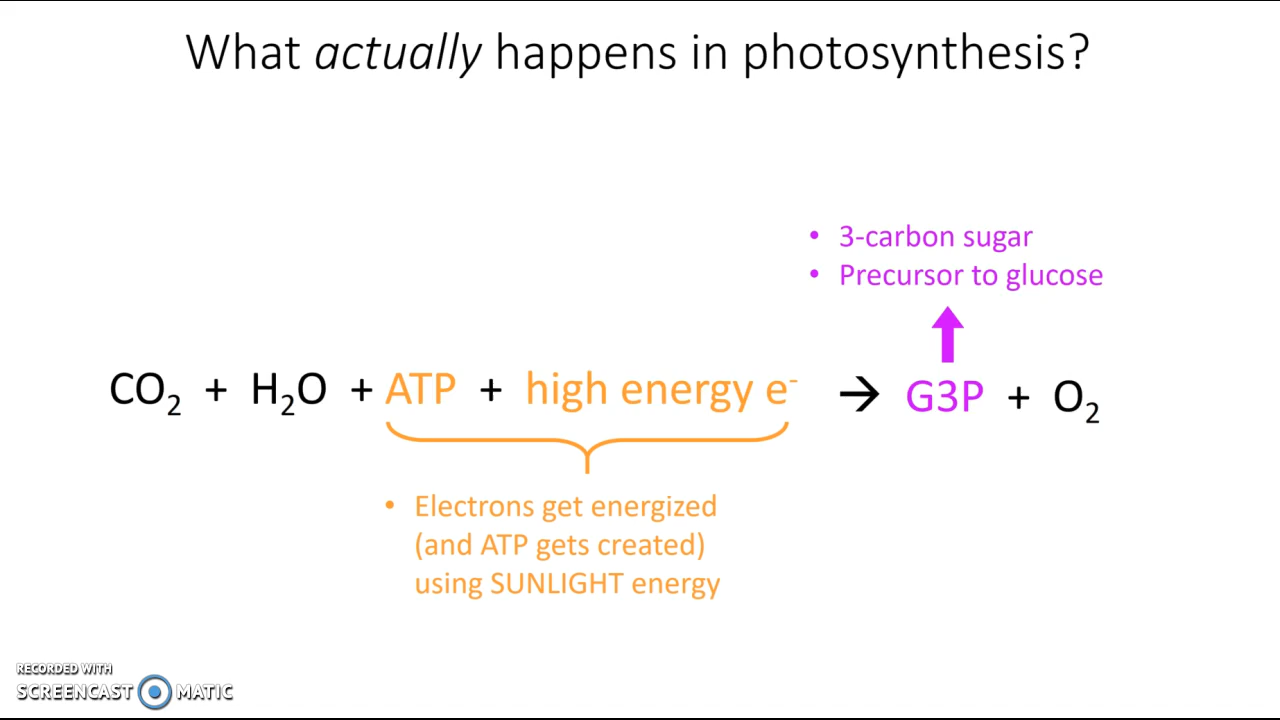 What actually happens in photosynthesis?
• 3-carbon sugar
• Precursor to glucose
CO₂ + H₂O + ATP + high energy e⁻ → G3P + O₂
• Electrons get energized
(and ATP gets created)
using SUNLIGHT energy
RECORDED WITH
SCREENCAST MATIC